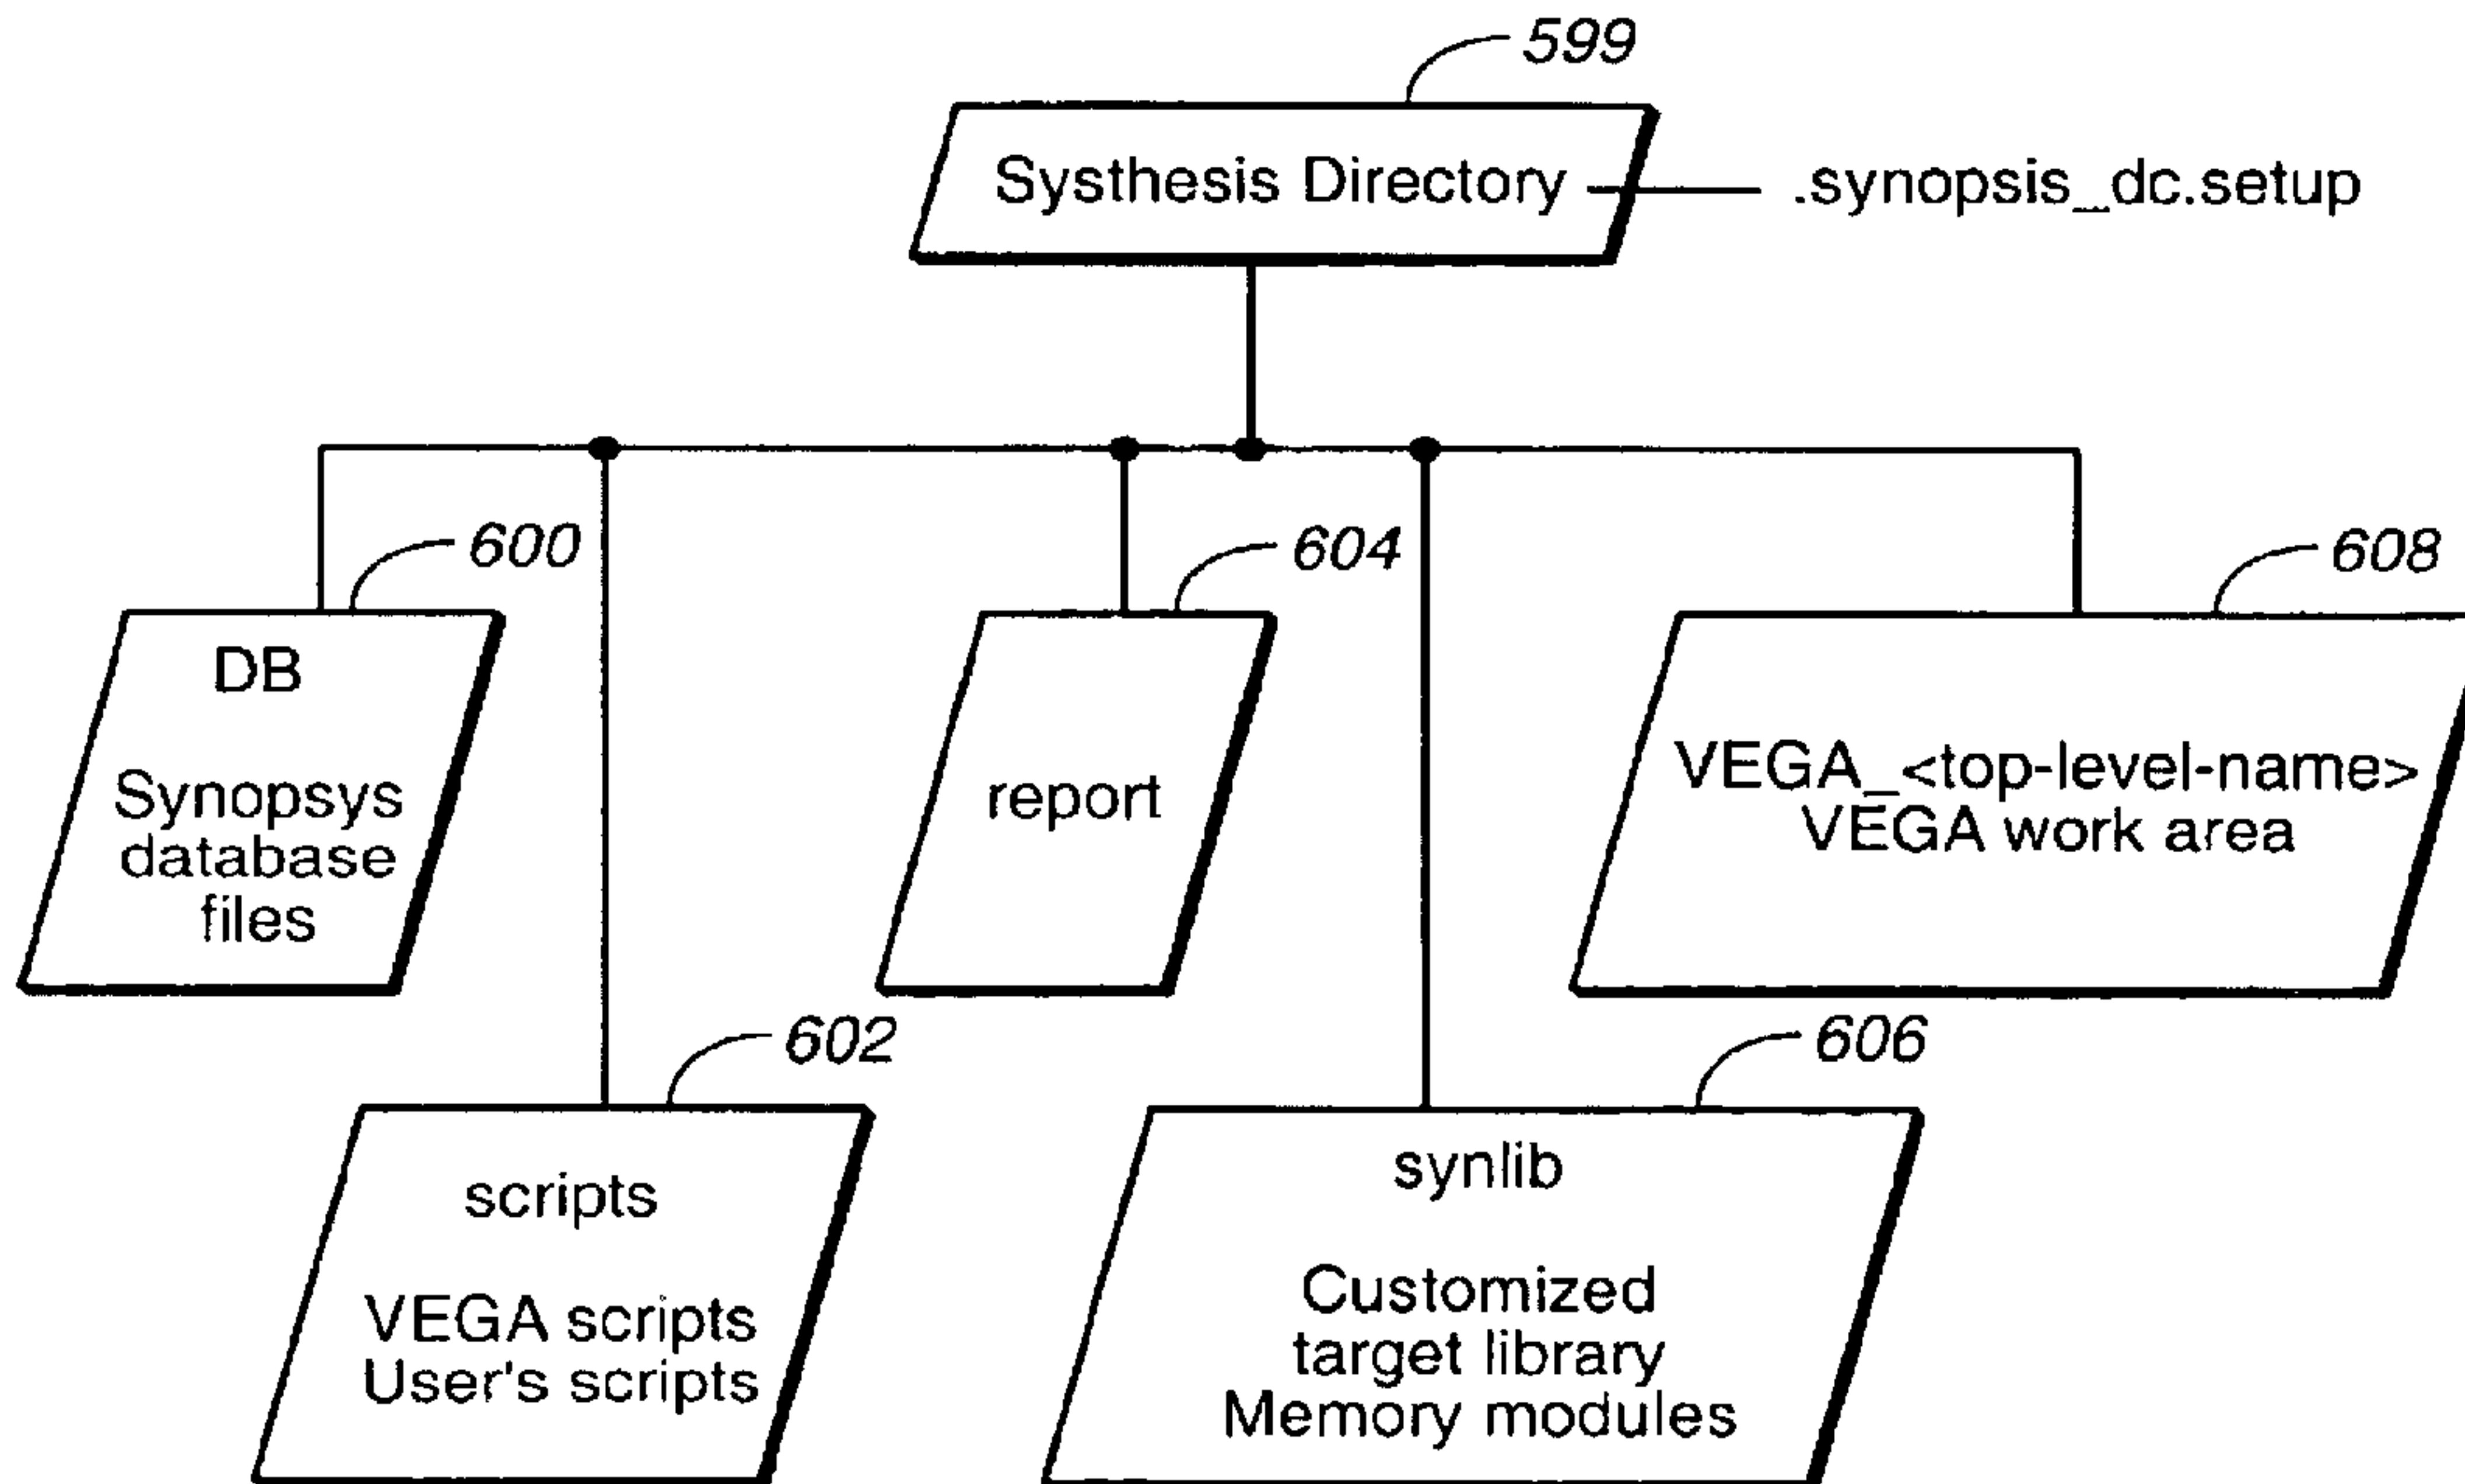 599
Systhesis Directory
.synopsis_dc.setup
600
604
608
DB
Synopsys
database
files
report
VEGA_<top-level-name>
VEGA work area
602
606
scripts
VEGA scripts
User's scripts
synlib
Customized
target library
Memory modules